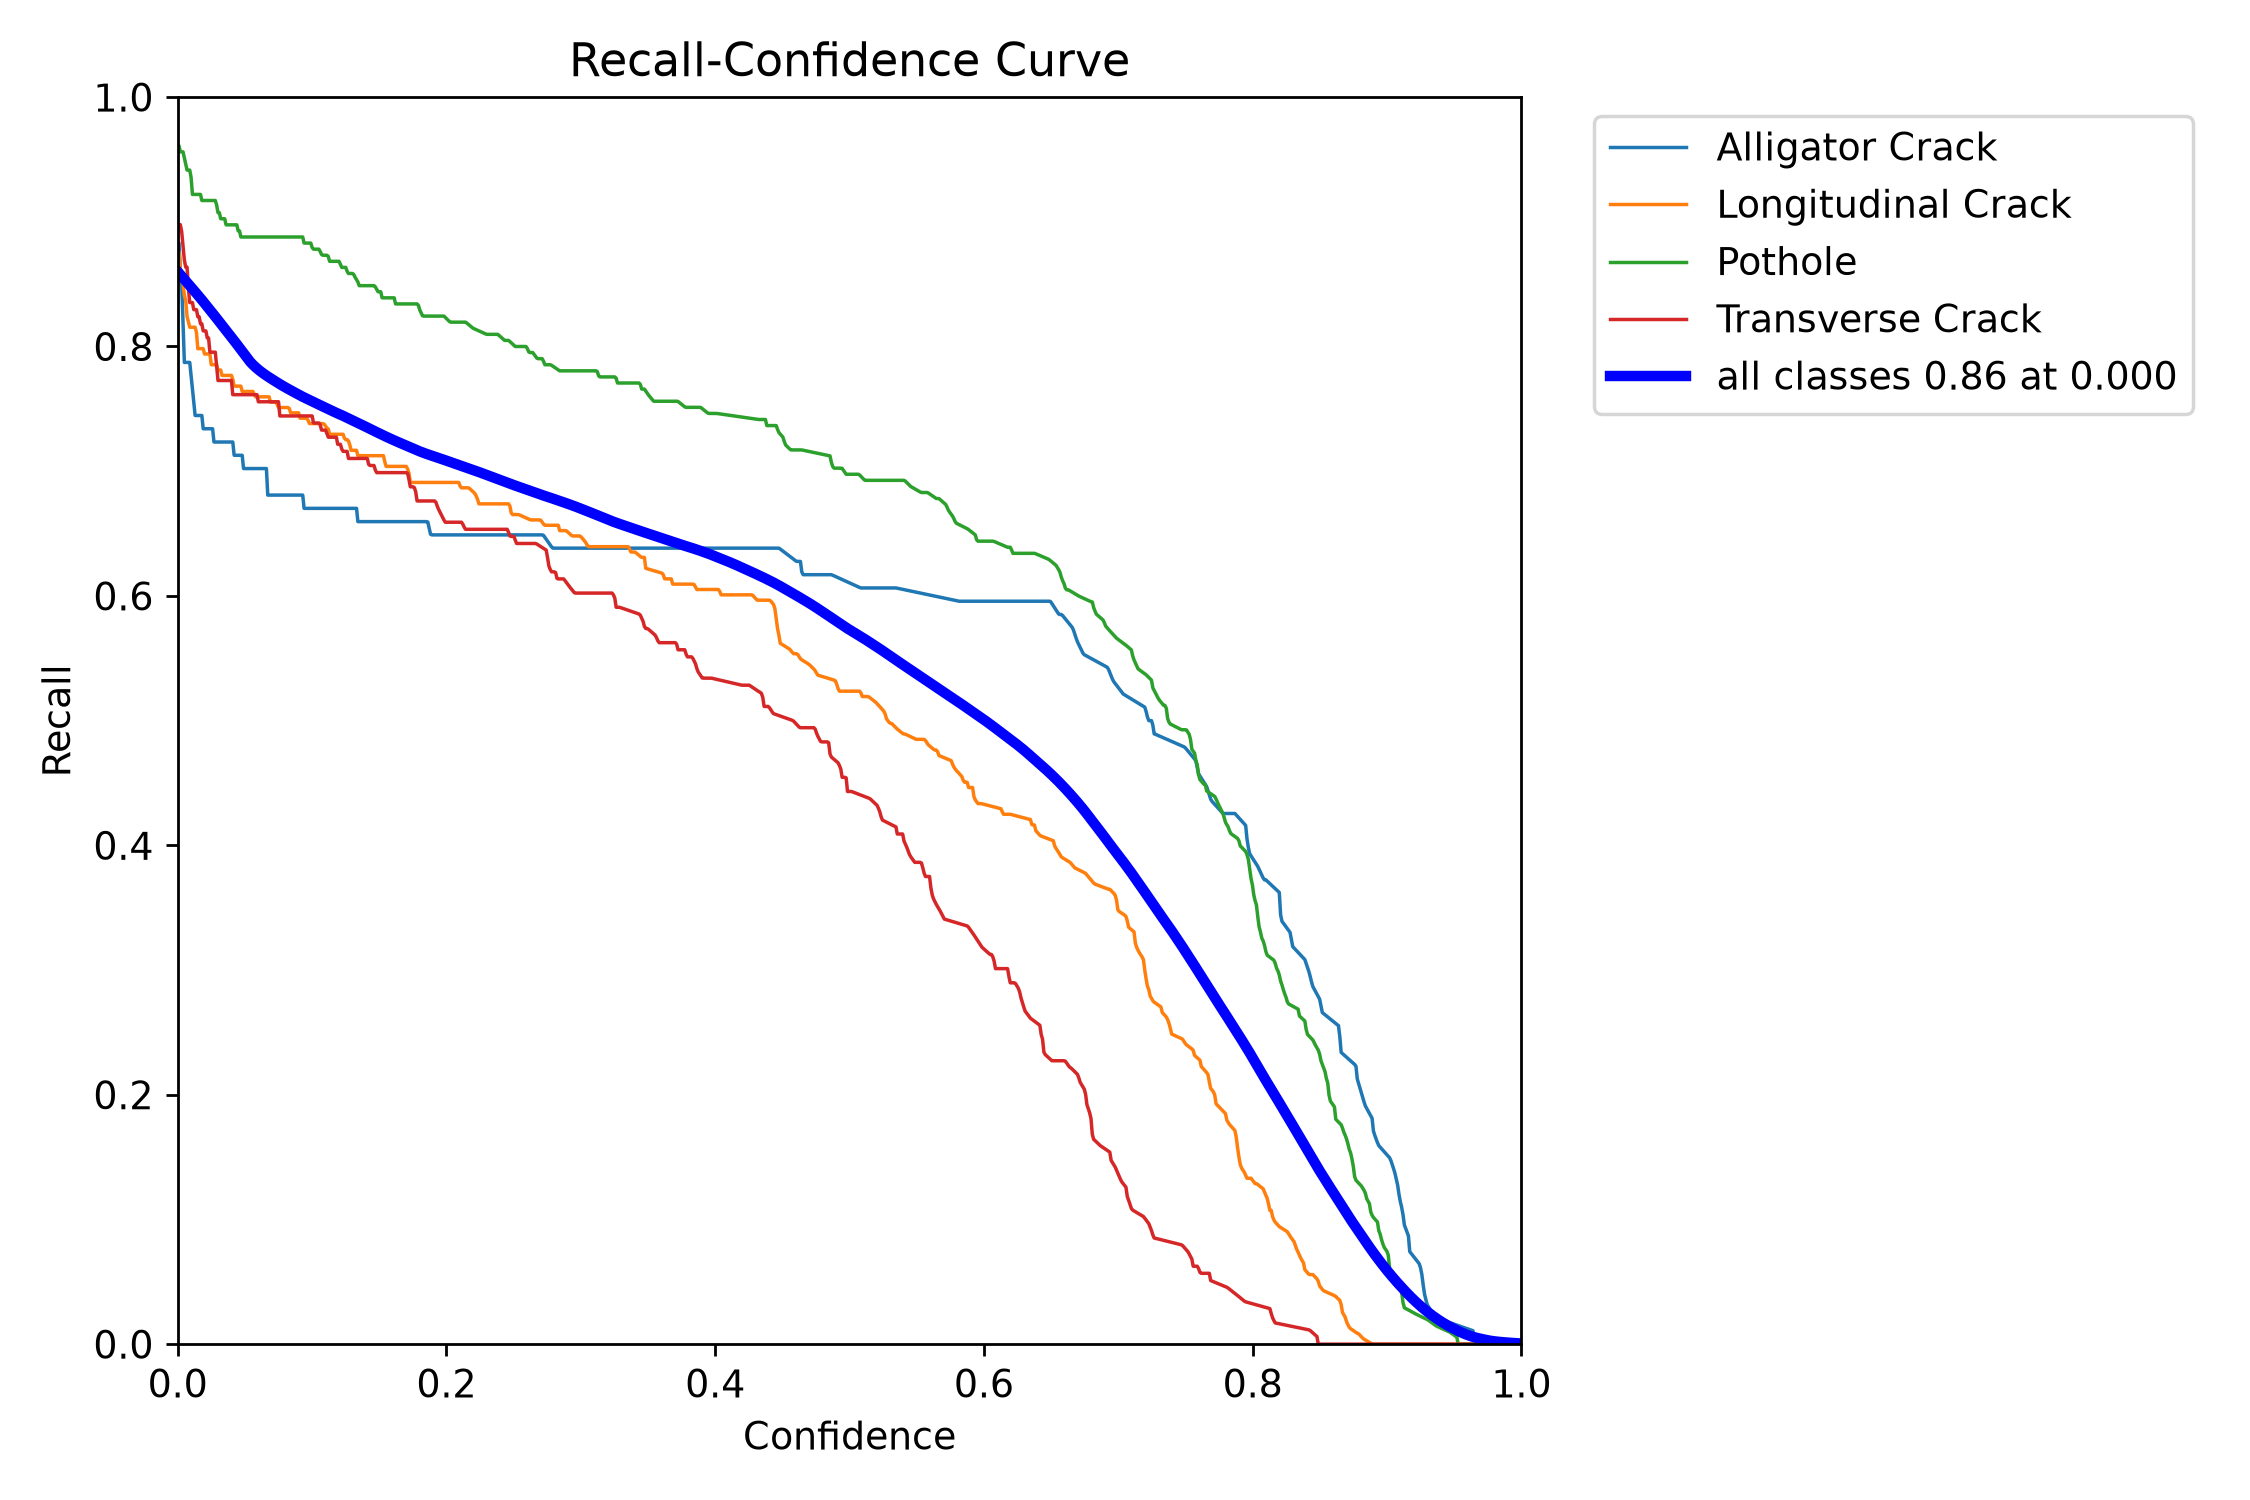 Recall-Confidence Curve
1.0
0.8
0.6
0.4
0.2
0.0
Recall
0.0 0.2 0.4 0.6 0.8 1.0
Confidence
Alligator Crack
Longitudinal Crack
Pothole
Transverse Crack
all classes 0.86 at 0.000